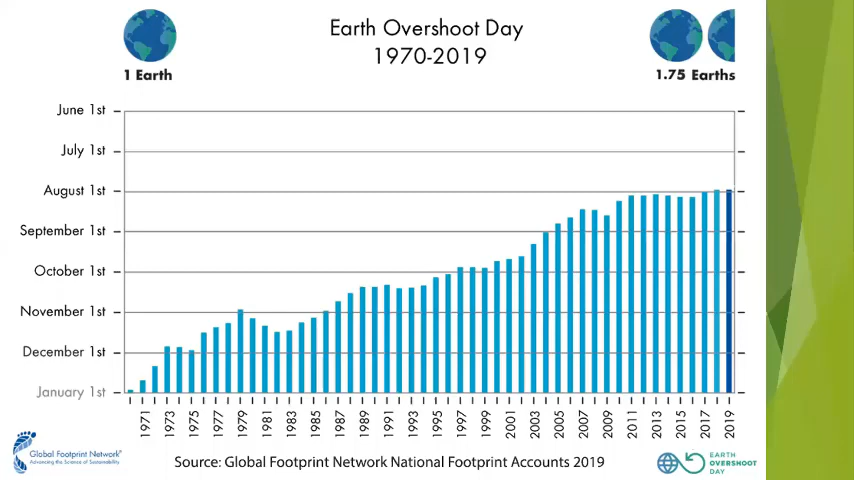 Earth Overshoot Day
1970-2019
1 Earth
1.75 Earths
June 1st
July 1st
August 1st
September 1st
October 1st
November 1st
December 1st
January 1st
1971
1973
1975
1977
1979
1981
1983
1985
1987
1989
1991
1993
1995
1997
1999
2001
2003
2005
2007
2009
2011
2013
2015
2017
2019
Global Footprint Network®
Advancing the Science of Sustainability
Source: Global Footprint Network National Footprint Accounts 2019
EARTH
OVERSHOOT
DAY